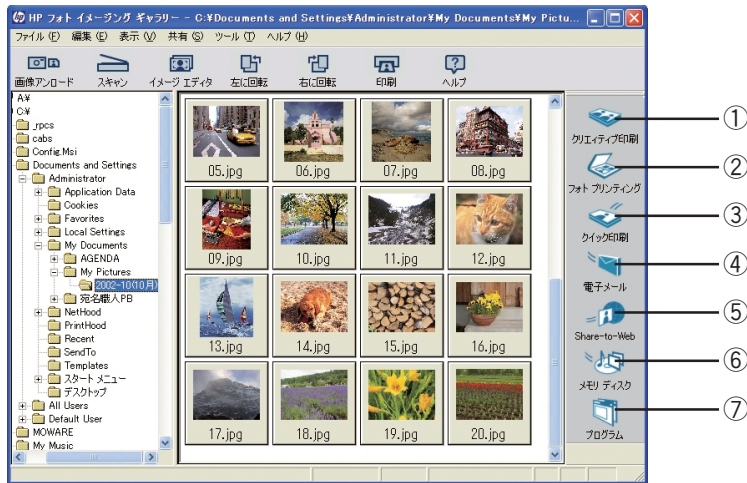 HP フォト イメージング ギャラリー - C:¥Documents and Settings¥Administrator¥My Documents¥My Pictu...
ファイル(F) 編集(E) 表示(V) 共有(S) ツール(T) ヘルプ(H)
画像アンロード スキャン イメージ エディタ 左に回転 右に回転 印刷 ヘルプ
A¥
C¥
_rpcs
cabs
Config.Msi
Documents and Settings
Administrator
Application Data
Cookies
Favorites
Local Settings
My Documents
AGENDA
My Pictures
2002-10(10月)
宛名職人PB
NetHood
PrintHood
Recent
SendTo
Templates
スタート メニュー
デスクトップ
All Users
Default User
MOWARE
My Music
05.jpg 06.jpg 07.jpg 08.jpg
09.jpg 10.jpg 11.jpg 12.jpg
13.jpg 14.jpg 15.jpg 16.jpg
17.jpg 18.jpg 19.jpg 20.jpg
クリエィティブ印刷 ①
フォト プリンティング ②
クイック印刷 ③
電子メール ④
Share-to-Web ⑤
メモリ ディスク ⑥
プログラム ⑦